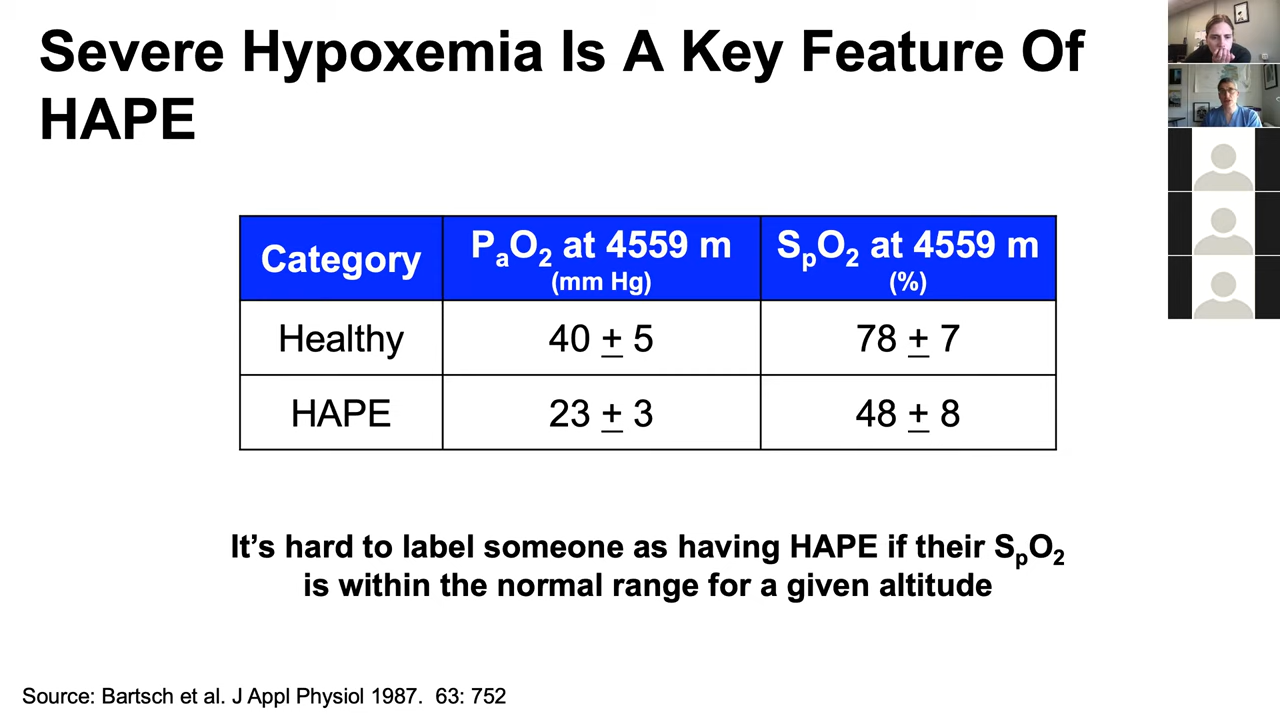 Severe Hypoxemia Is A Key Feature Of
HAPE
Category PaO2 at 4559 m (mm Hg) SpO2 at 4559 m (%)
Healthy 40 ± 5 78 ± 7
HAPE 23 ± 3 48 ± 8
It's hard to label someone as having HAPE if their SpO2
is within the normal range for a given altitude
Source: Bartsch et al. J Appl Physiol 1987. 63: 752